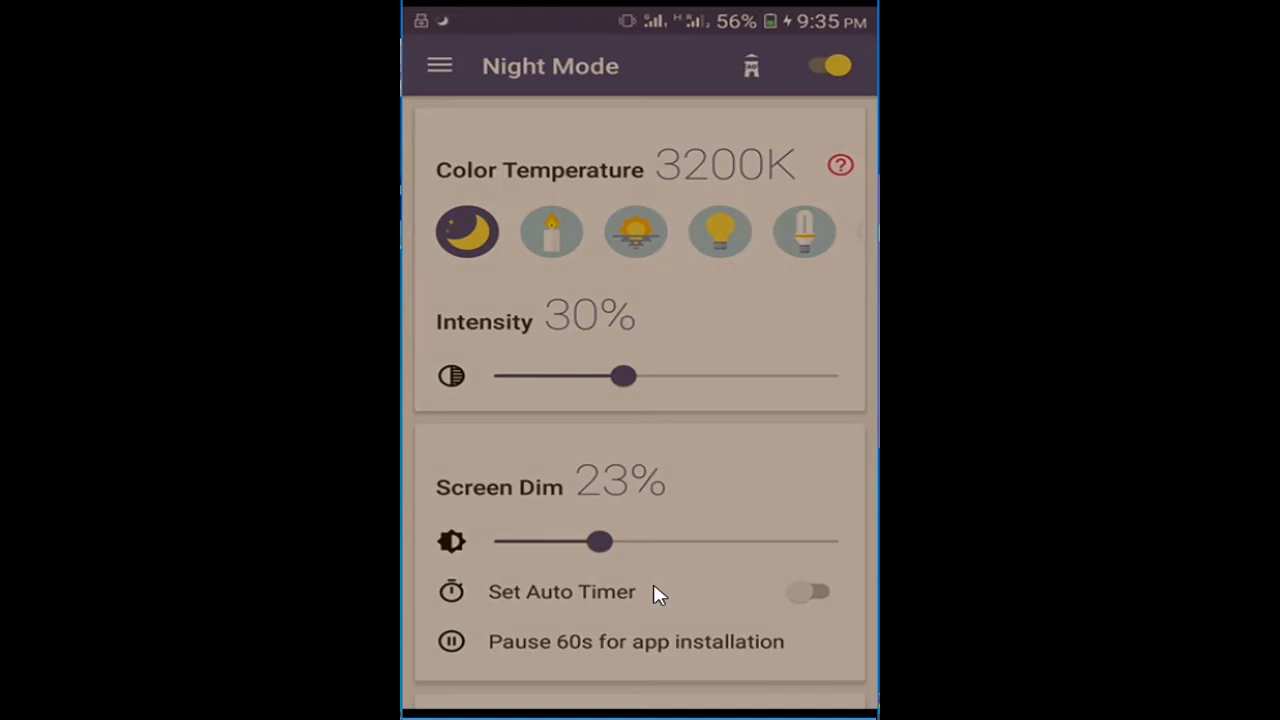 56% 9:35 PM
Night Mode
Color Temperature 3200K ?
Intensity 30%
Screen Dim 23%
Set Auto Timer
Pause 60s for app installation